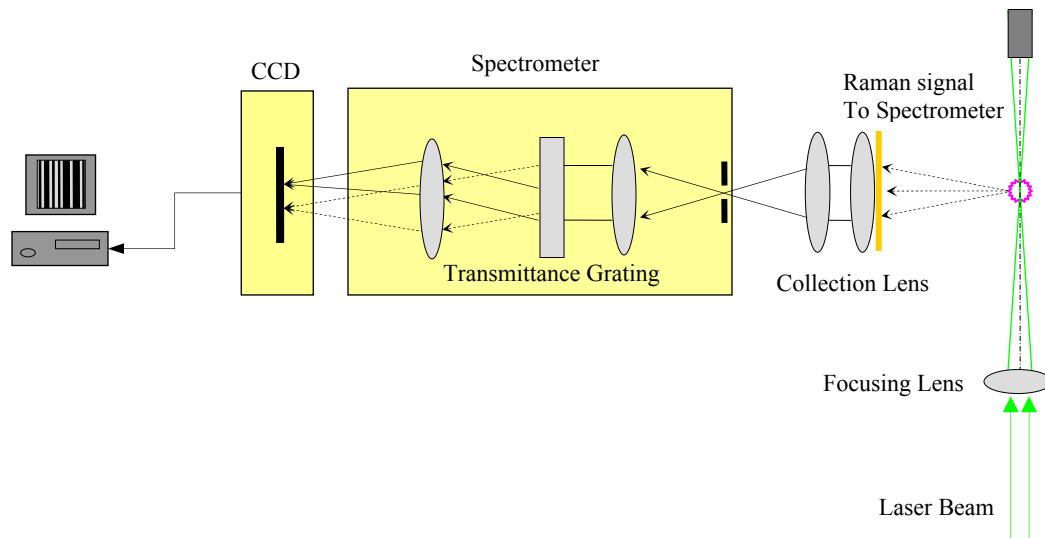 CCD
Spectrometer
Raman signal
To Spectrometer
Transmittance Grating
Collection Lens
Focusing Lens
Laser Beam